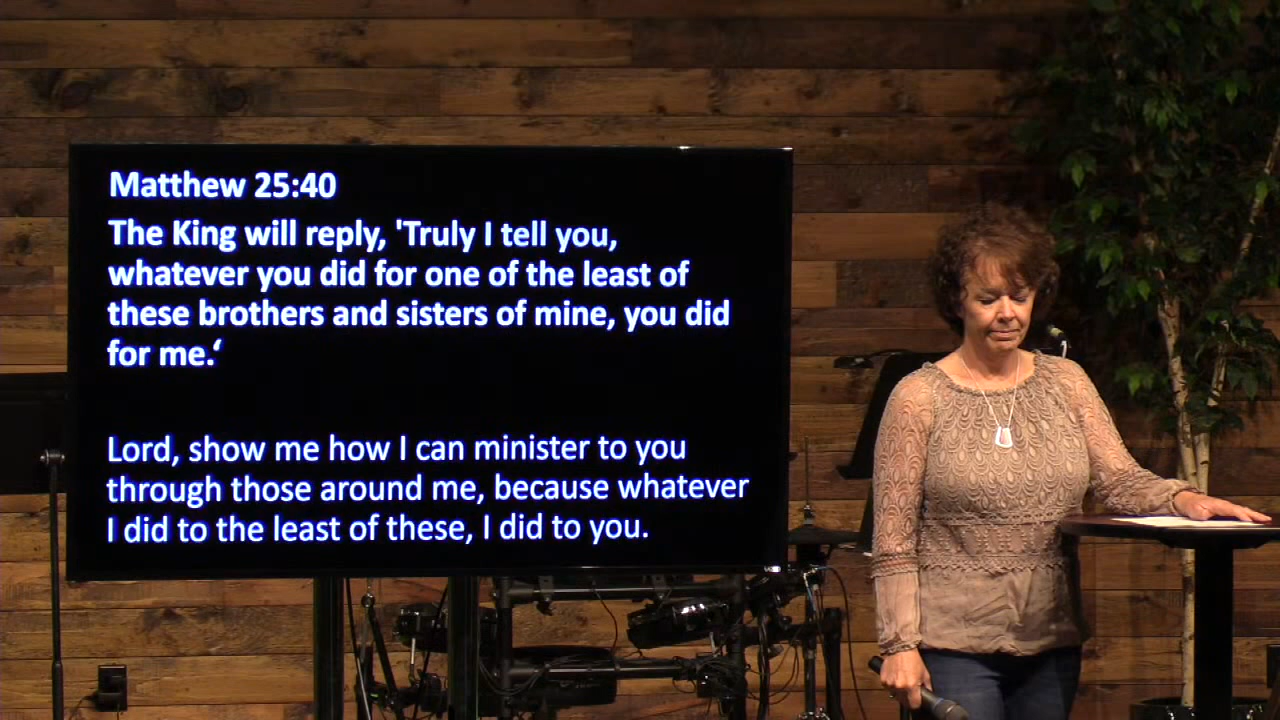 Matthew 25:40
The King will reply, 'Truly I tell you,
whatever you did for one of the least of
these brothers and sisters of mine, you did
for me.‘
Lord, show me how I can minister to you
through those around me, because whatever
I did to the least of these, I did to you.